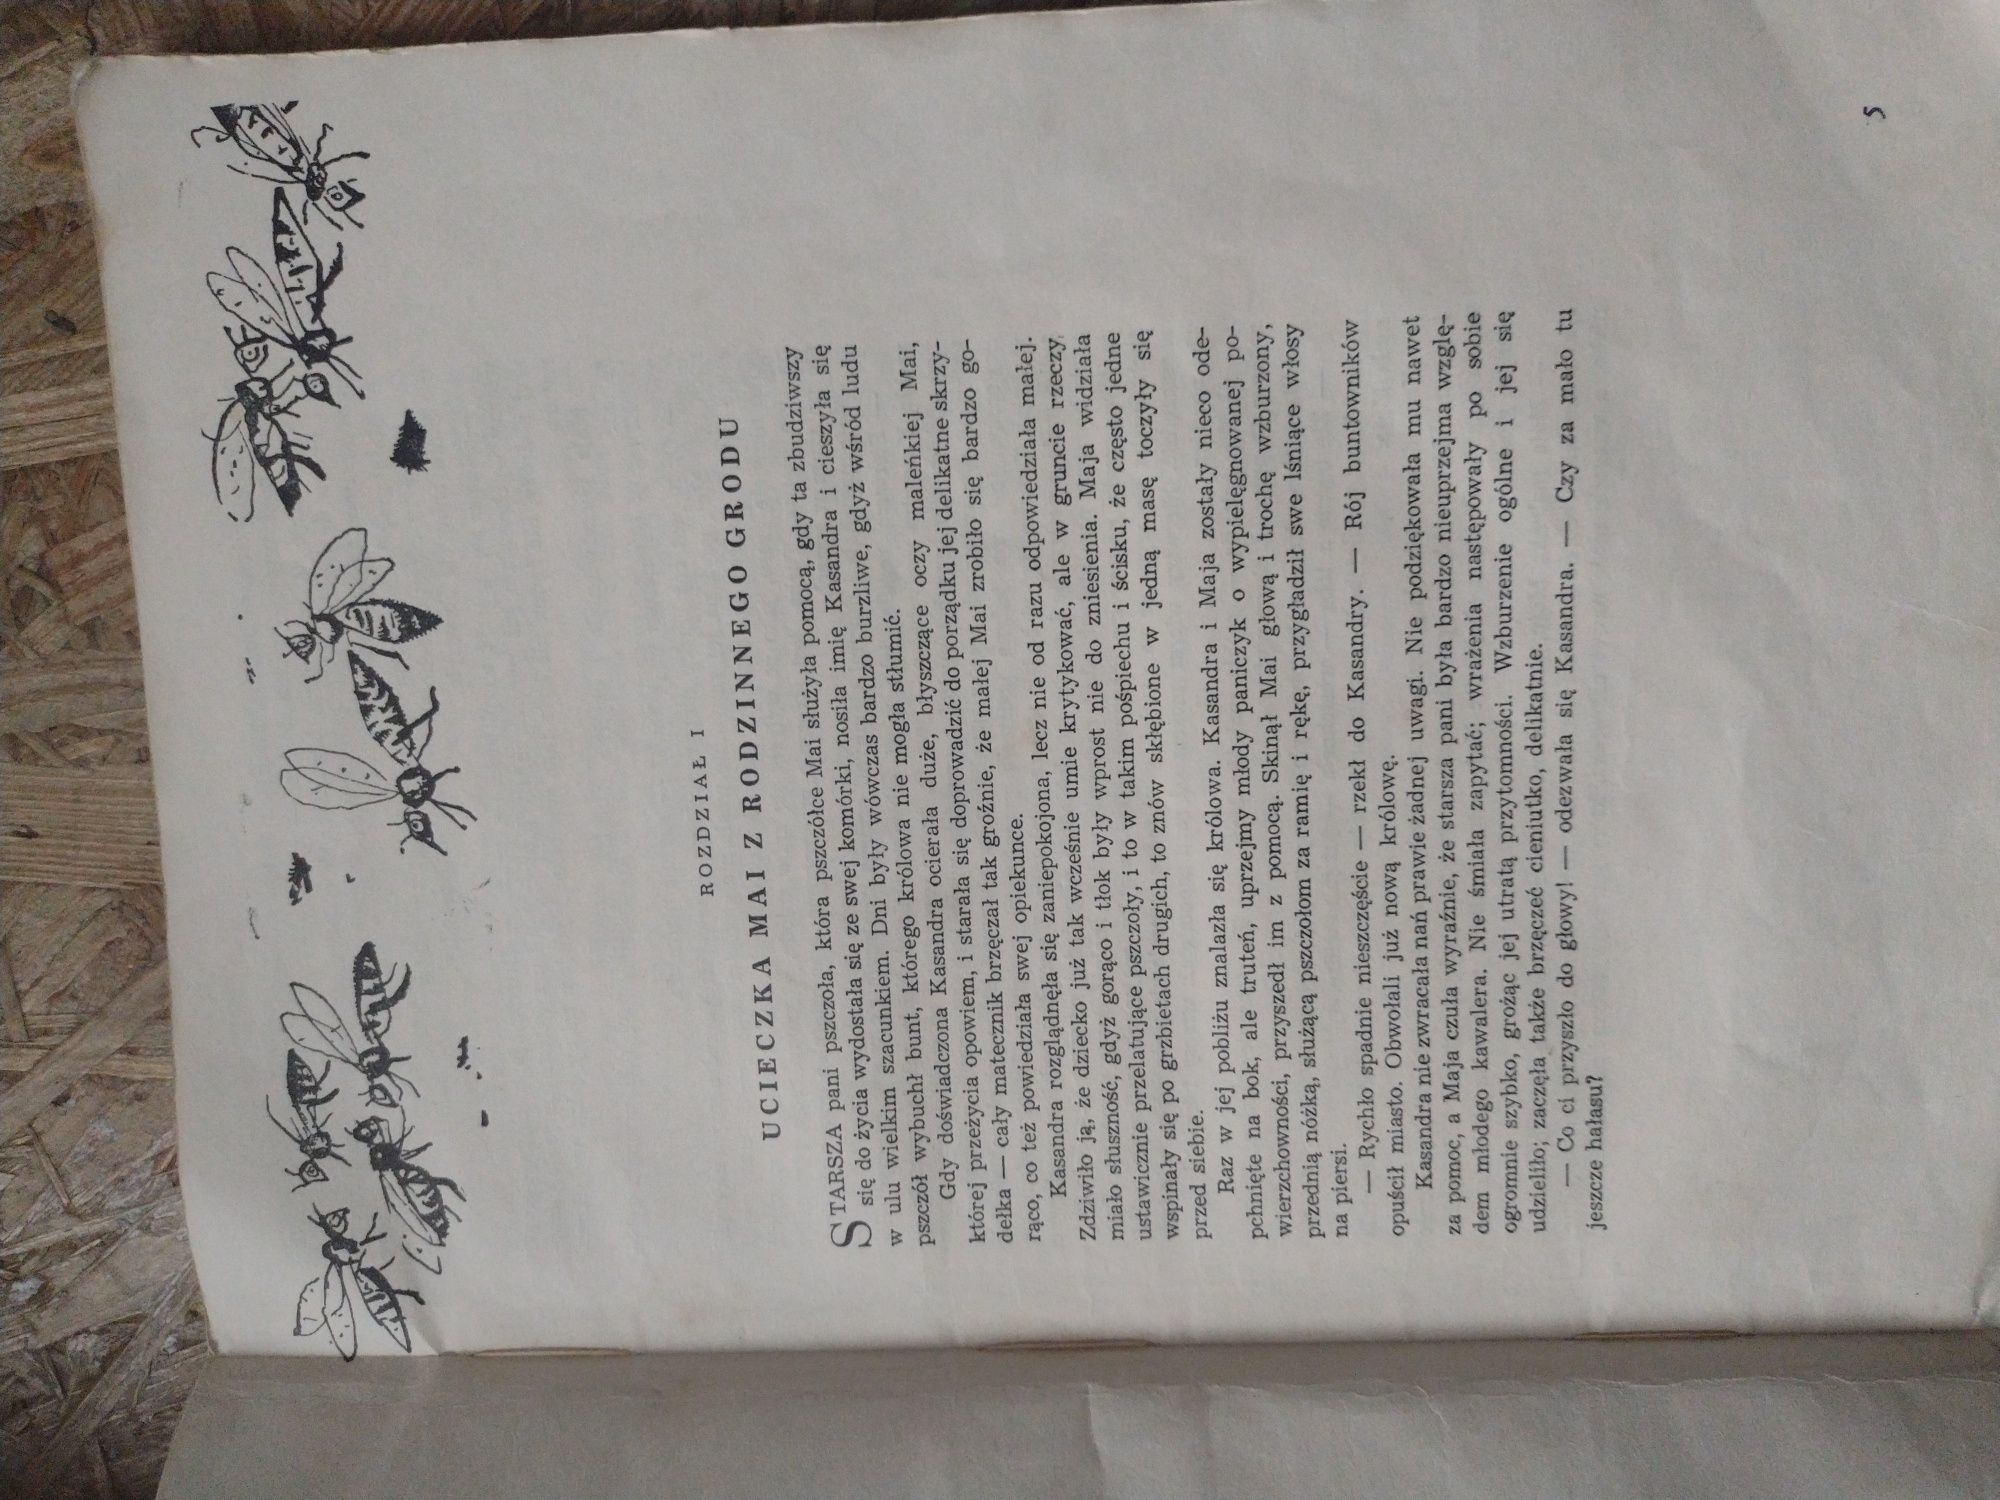 ROZDZIAŁ I
UCIECZKA MAI Z RODZINNEGO GRODU
STARSZA pani pszczoła, która pszczółce Mai służyła pomocą, gdy ta zbudziwszy
się do życia wydostała się ze swej komórki, nosiła imię Kasandra i cieszyła się
w ulu wielkim szacunkiem. Dni były wówczas bardzo burzliwe, gdyż wśród ludu
pszczół wybuchł bunt, którego królowa nie mogła stłumić.
Gdy doświadczona Kasandra ocierała duże, błyszczące oczy maleńkiej Mai,
której przeżycia opowiem, i starała się doprowadzić do porządku jej delikatne skrzy-
dełka — cały matecznik brzęczał tak groźnie, że małej Mai zrobiło się bardzo go-
rąco, co też powiedziała swej opiekunce.
Kasandra rozglądnęła się zaniepokojona, lecz nie od razu odpowiedziała małej.
Zdziwiło ją, że dziecko już tak wcześnie umie krytykować, ale w gruncie rzeczy
miało słuszność, gdyż gorąco i tłok były wprost nie do zniesienia. Maja widziała
ustawicznie przelatujące pszczoły, i to w takim pośpiechu i ścisku, że często jedne
wspinały się po grzbietach drugich, to znów skłębione w jedną masę toczyły się
przed siebie.
Raz w jej pobliżu znalazła się królowa. Kasandra i Maja zostały nieco ode-
pchnięte na bok, ale truteń, uprzejmy młody paniczyk o wypielęgnowanej po-
wierzchowności, przyszedł im z pomocą. Skinął Mai głową i trochę wzburzony,
przednią nóżką, służącą pszczołom za ramię i rękę, przygładził swe lśniące włosy
na piersi.
— Rychło spadnie nieszczęście — rzekł do Kasandry. — Rój buntowników
opuścił miasto. Obwołali już nową królowę.
Kasandra nie zwracała nań prawie żadnej uwagi. Nie podziękowała mu nawet
za pomoc, a Maja czuła wyraźnie, że starsza pani była bardzo nieuprzejma wzglę-
dem młodego kawalera. Nie śmiała zapytać; wrażenia następowały po sobie
ogromnie szybko, grożąc jej utratą przytomności. Wzburzenie ogólne i jej się
udzieliło; zaczęła także brzęczeć cieniutko, delikatnie.
— Co ci przyszło do głowy! — odezwała się Kasandra. — Czy za mało tu
jeszcze hałasu?
5